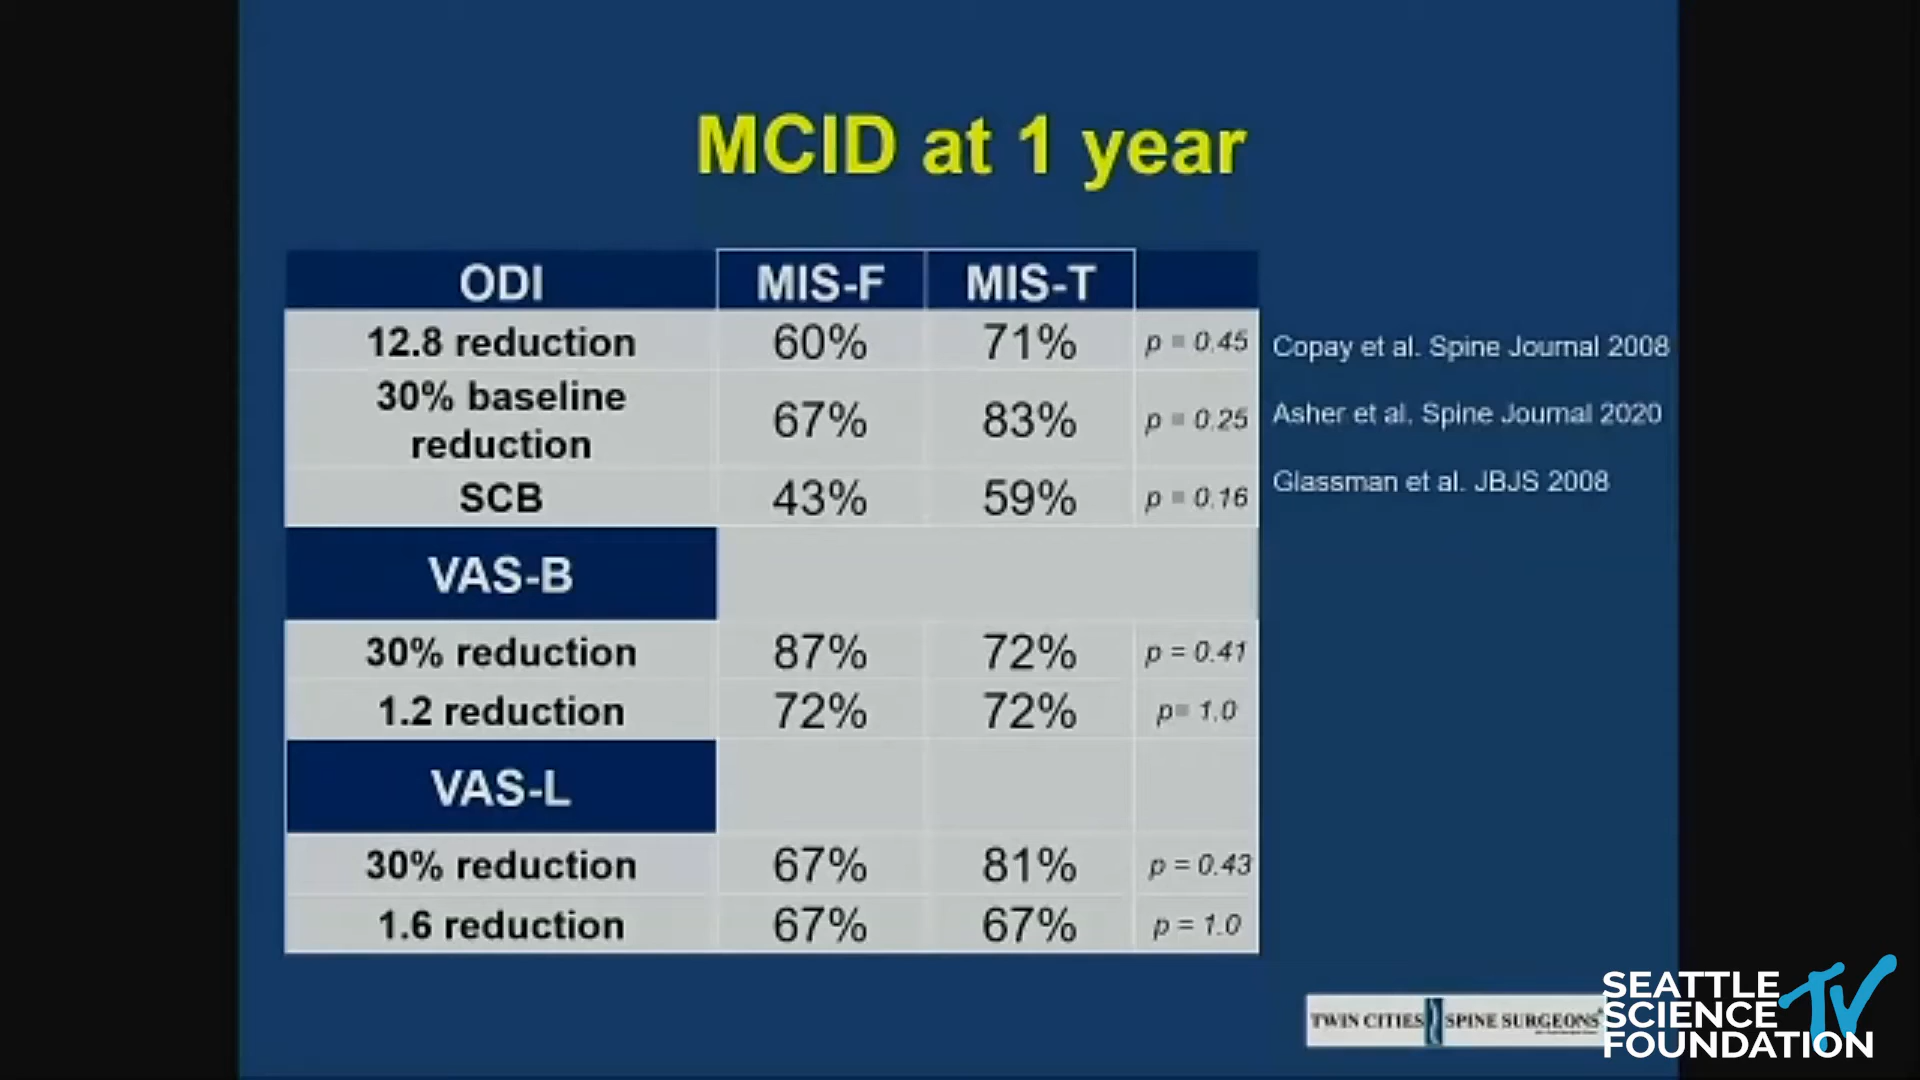 MCID at 1 year
ODI MIS-F MIS-T
12.8 reduction 60% 71% p = 0.45 Copay et al. Spine Journal 2008
30% baseline
reduction 67% 83% p = 0.25 Asher et al. Spine Journal 2020
SCB 43% 59% p = 0.16 Glassman et al. JBJS 2008
VAS-B
30% reduction 87% 72% p = 0.41
1.2 reduction 72% 72% p= 1.0
VAS-L
30% reduction 67% 81% p = 0.43
1.6 reduction 67% 67% p = 1.0
TWIN CITIES SPINE SURGEONS
SEATTLE
SCIENCE TV
FOUNDATION